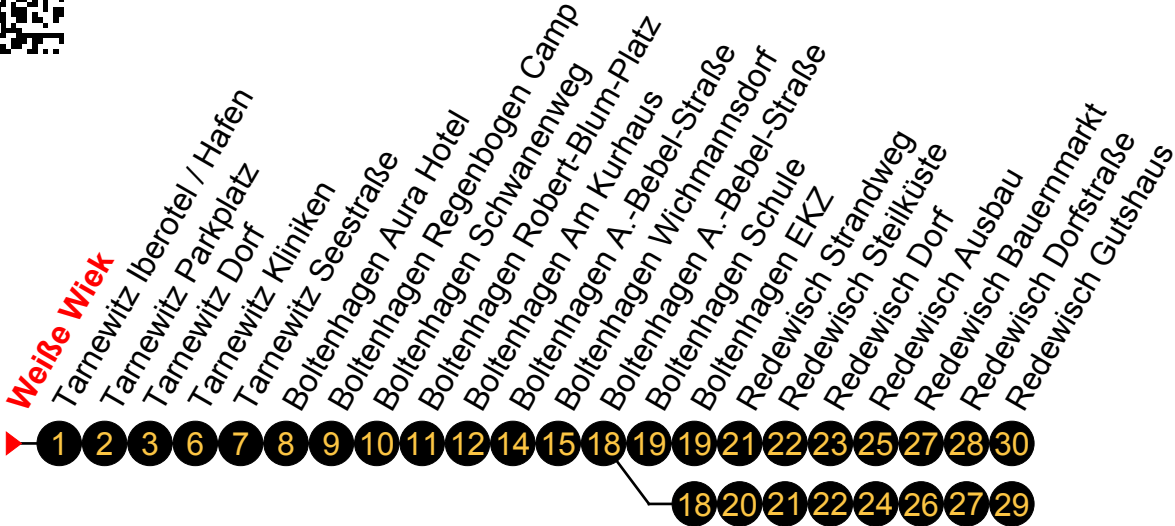 Weiße Wiek
Tarnewitz Iberotel / Hafen
Tarnewitz Parkplatz
Tarnewitz Dorf
Tarnewitz Kliniken
Tarnewitz Seestraße
Boltenhagen Aura Hotel
Boltenhagen Regenbogen Camp
Boltenhagen Schwanenweg
Boltenhagen Robert-Blum-Platz
Boltenhagen Am Kurhaus
Boltenhagen A.-Bebel-Straße
Boltenhagen Wichmannsdorf
Boltenhagen A.-Bebel-Straße
Boltenhagen Schule
Boltenhagen EKZ
Redewisch Strandweg
Redewisch Steilküste
Redewisch Dorf
Redewisch Ausbau
Redewisch Bauernmarkt
Redewisch Dorfstraße
Redewisch Gutshaus
1 2 3 6 7 8 9 10 11 12 14 15 18 19 19 21 22 23 25 27 28 30
18 20 21 22 24 26 27 29